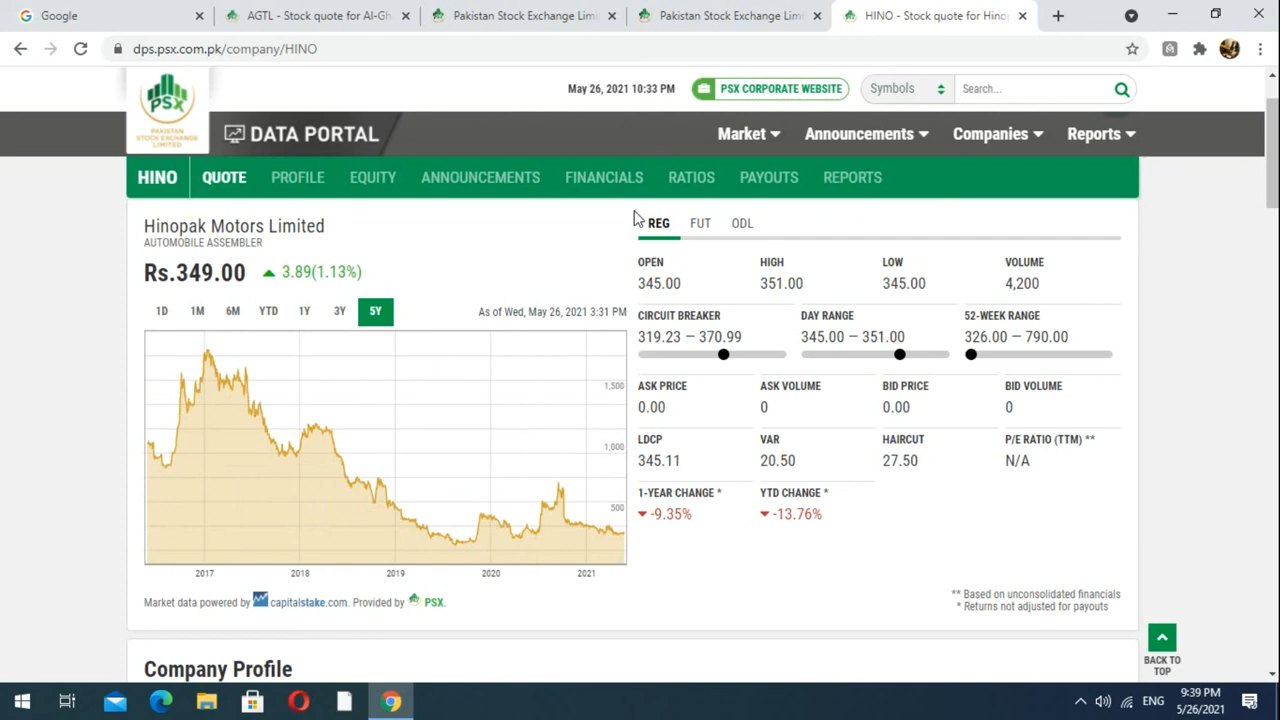 Google
AGTL - Stock quote for Al-Gh
Pakistan Stock Exchange Limi
Pakistan Stock Exchange Limi
HINO - Stock quote for Hino
dps.psx.com.pk/company/HINO
PSX
PAKISTAN
STOCK EXCHANGE
LIMITED
May 26, 2021 10:33 PM
PSX CORPORATE WEBSITE
Symbols
Search...
DATA PORTAL
Market
Announcements
Companies
Reports
HINO
QUOTE
PROFILE
EQUITY
ANNOUNCEMENTS
FINANCIALS
RATIOS
PAYOUTS
REPORTS
Hinopak Motors Limited
AUTOMOBILE ASSEMBLER
Rs.349.00 3.89(1.13%)
1D 1M 6M YTD 1Y 3Y 5Y
As of Wed, May 26, 2021 3:31 PM
1,500
1,000
500
2017 2018 2019 2020 2021
Market data powered by capitalstake.com. Provided by PSX.
REG FUT ODL
OPEN HIGH LOW VOLUME
345.00 351.00 345.00 4,200
CIRCUIT BREAKER DAY RANGE 52-WEEK RANGE
319.23 — 370.99 345.00 — 351.00 326.00 — 790.00
ASK PRICE ASK VOLUME BID PRICE BID VOLUME
0.00 0 0.00 0
LDCP VAR HAIRCUT P/E RATIO (TTM) **
345.11 20.50 27.50 N/A
1-YEAR CHANGE * YTD CHANGE *
-9.35% -13.76%
** Based on unconsolidated financials
* Returns not adjusted for payouts
BACK TO
TOP
Company Profile
ENG
9:39 PM
5/26/2021